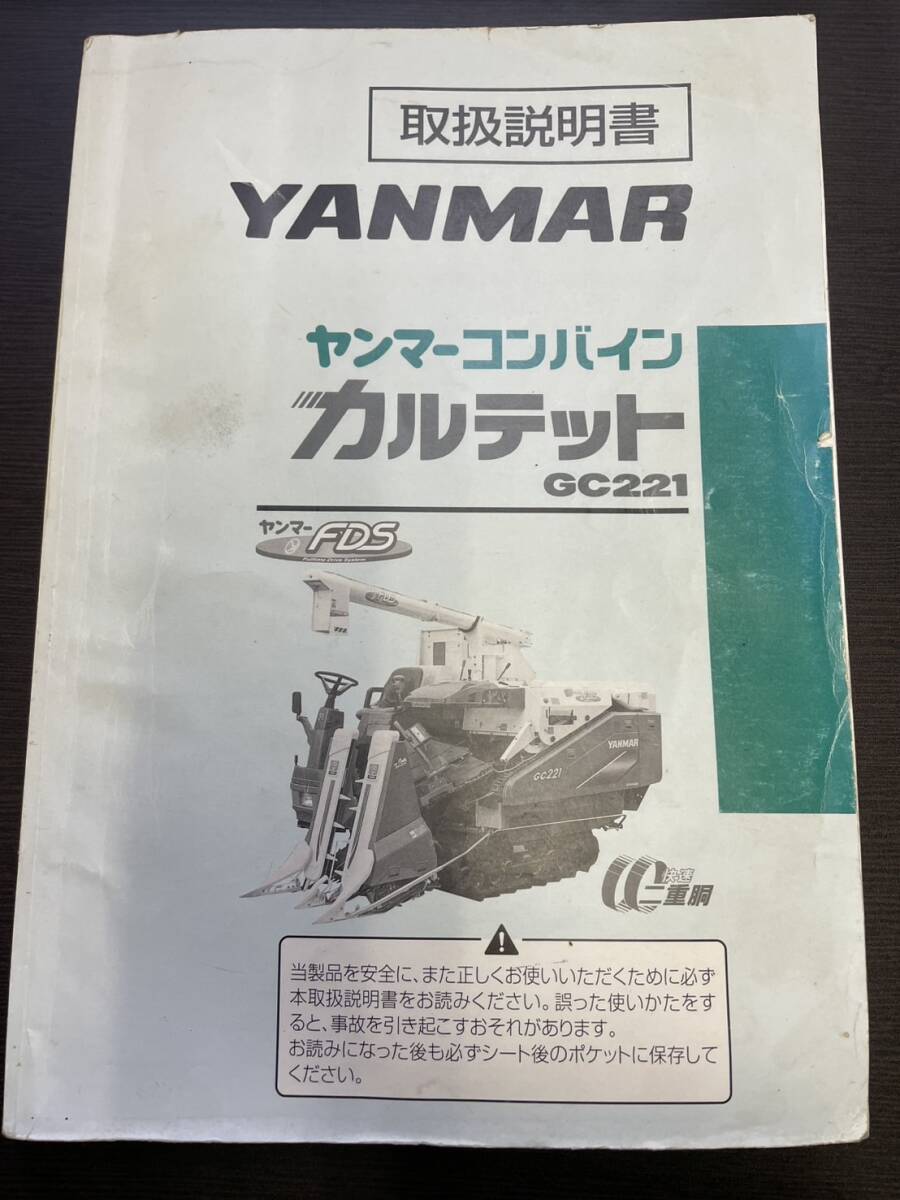 取扱説明書
YANMAR
ヤンマーコンバイン
カルテット
GC221
ヤンマー
FDS
FDS
YANMAR
GC221
快速
二重胴
当製品を安全に、また正しくお使いいただくために必ず
本取扱説明書をお読みください。誤った使いかたをす
ると、事故を引き起こすおそれがあります。
お読みになった後も必ずシート後のポケットに保存して
ください。